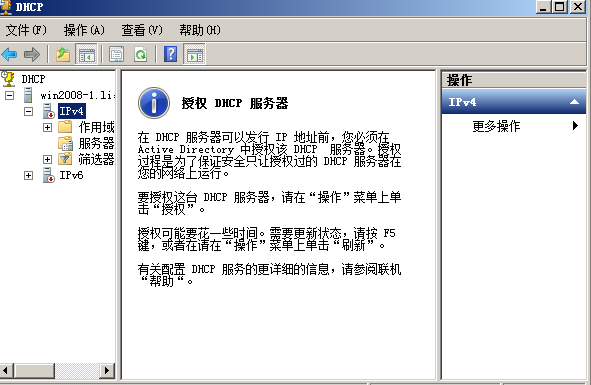 DHCP
文件(F) 操作(A) 查看(V) 帮助(H)
DHCP
win2008-1.li
IPv4
作用域
服务器
筛选器
IPv6
授权 DHCP 服务器
在 DHCP 服务器可以发行 IP 地址前，您必须在
Active Directory 中授权该 DHCP 服务器。授权
过程是为了保证安全只让授权过的 DHCP 服务器在
您的网络上运行。
要授权这台 DHCP 服务器，请在“操作”菜单上单
击“授权”。
授权可能要花一些时间。需要更新状态，请按 F5
键，或者在请在“操作”菜单上单击“刷新”。
有关配置 DHCP 服务的更详细的信息，请参阅联机
“帮助“。
操作
IPv4
更多操作